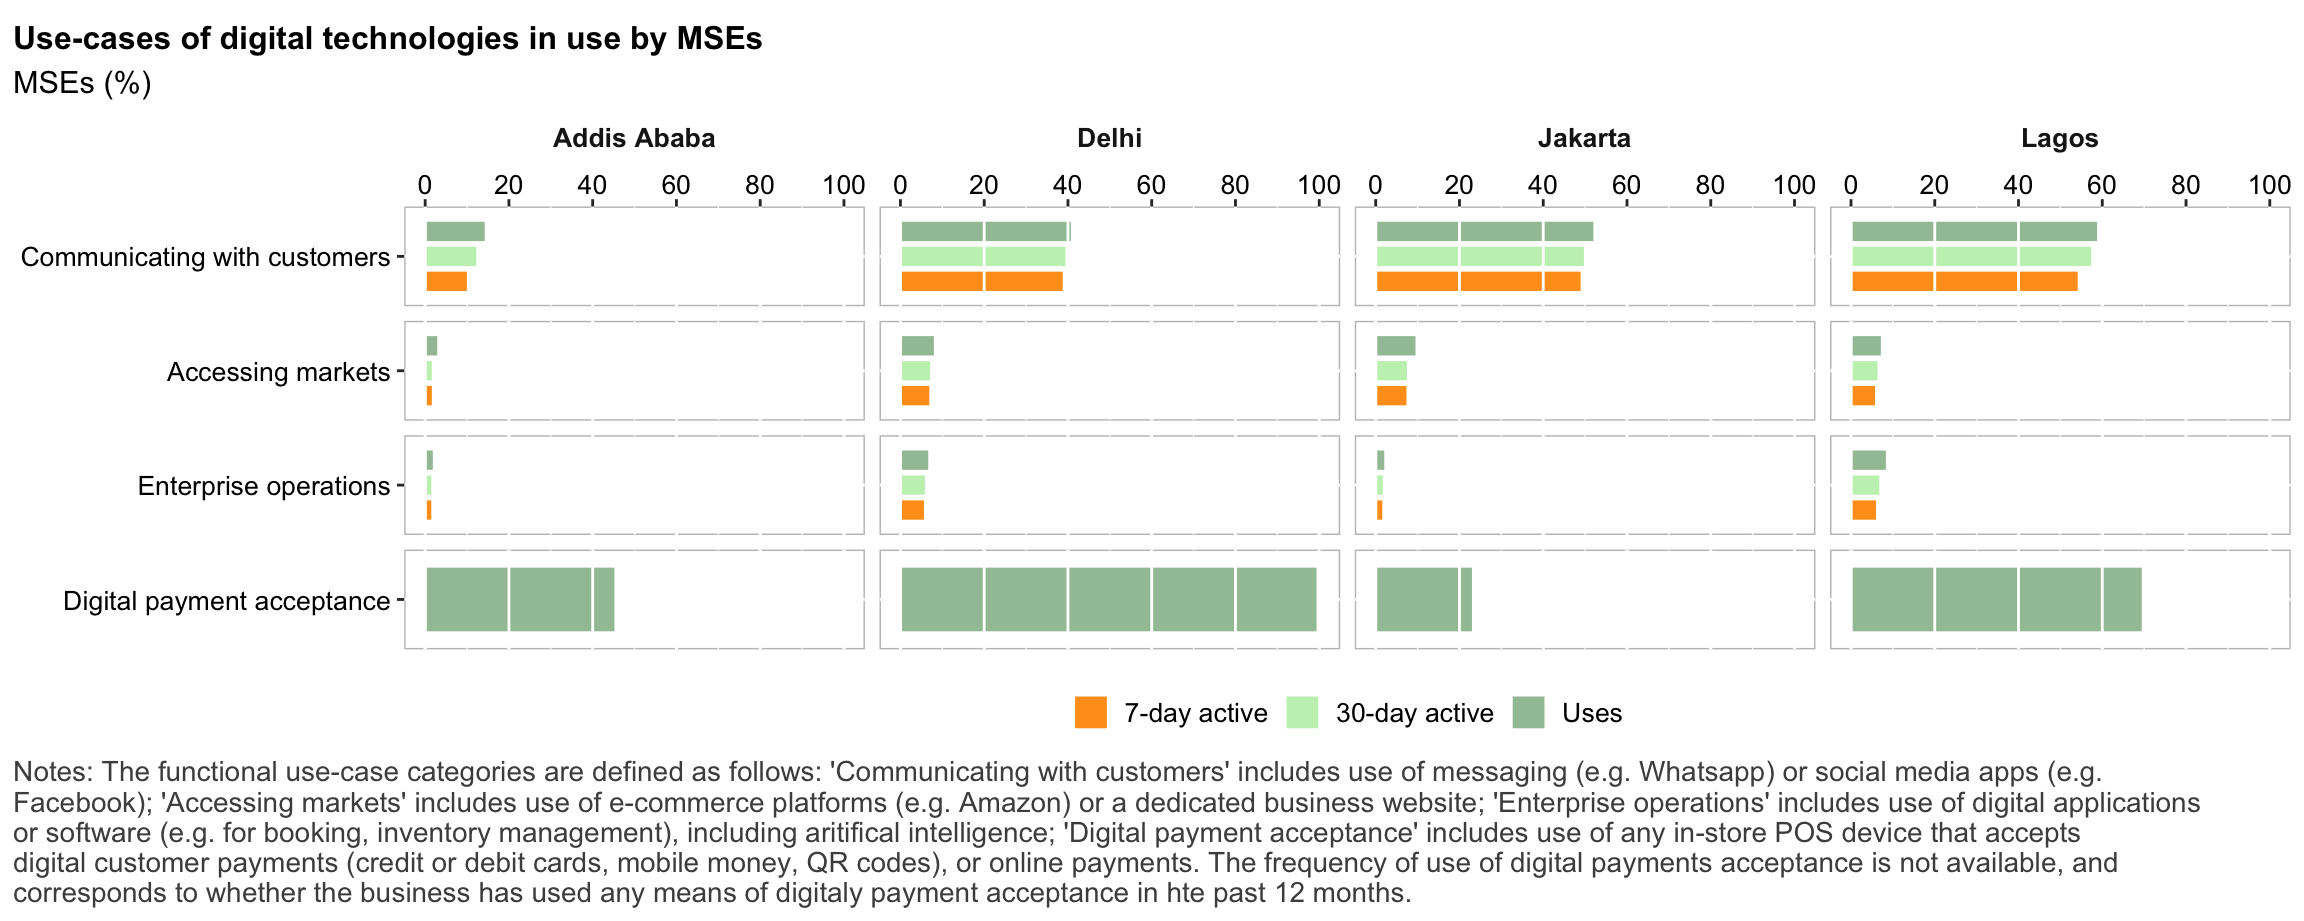 Use-cases of digital technologies in use by MSEs
MSEs (%)
Addis Ababa Delhi Jakarta Lagos
0 20 40 60 80 100 0 20 40 60 80 100 0 20 40 60 80 100 0 20 40 60 80 100
Communicating with customers
Accessing markets
Enterprise operations
Digital payment acceptance
7-day active 30-day active Uses
Notes: The functional use-case categories are defined as follows: 'Communicating with customers' includes use of messaging (e.g. Whatsapp) or social media apps (e.g.
Facebook); 'Accessing markets' includes use of e-commerce platforms (e.g. Amazon) or a dedicated business website; 'Enterprise operations' includes use of digital applications
or software (e.g. for booking, inventory management), including aritifical intelligence; 'Digital payment acceptance' includes use of any in-store POS device that accepts
digital customer payments (credit or debit cards, mobile money, QR codes), or online payments. The frequency of use of digital payments acceptance is not available, and
corresponds to whether the business has used any means of digitaly payment acceptance in hte past 12 months.